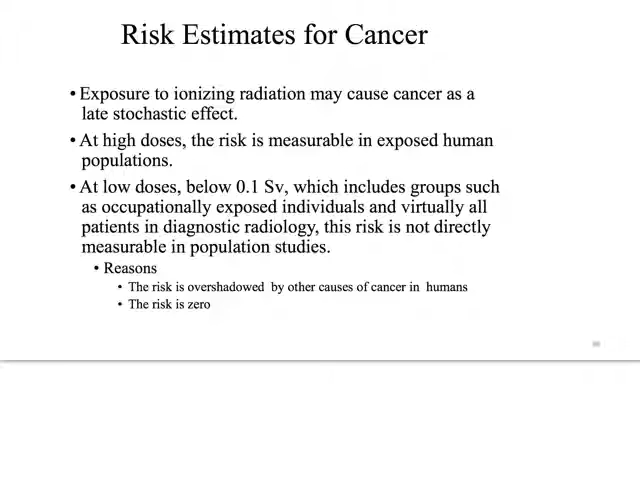 Risk Estimates for Cancer
• Exposure to ionizing radiation may cause cancer as a
late stochastic effect.
• At high doses, the risk is measurable in exposed human
populations.
• At low doses, below 0.1 Sv, which includes groups such
as occupationally exposed individuals and virtually all
patients in diagnostic radiology, this risk is not directly
measurable in population studies.
• Reasons
• The risk is overshadowed by other causes of cancer in humans
• The risk is zero